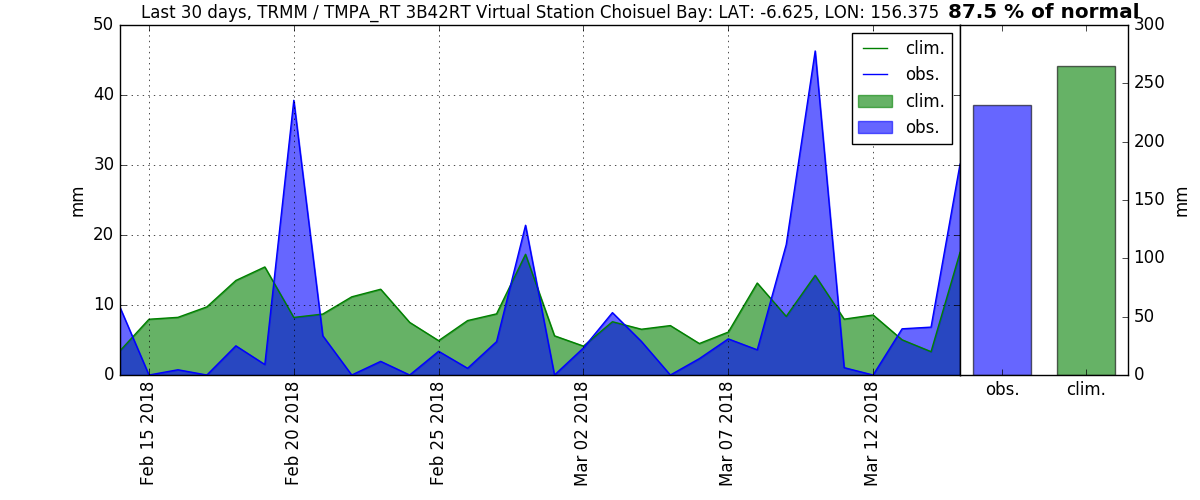 Last 30 days, TRMM / TMPA_RT 3B42RT Virtual Station Choisuel Bay: LAT: -6.625, LON: 156.375 87.5 % of normal
50
40
30
20
10
0
mm
clim.
obs.
clim.
obs.
Feb 15 2018
Feb 20 2018
Feb 25 2018
Mar 02 2018
Mar 07 2018
Mar 12 2018
300
250
200
150
100
50
0
mm
obs. clim.